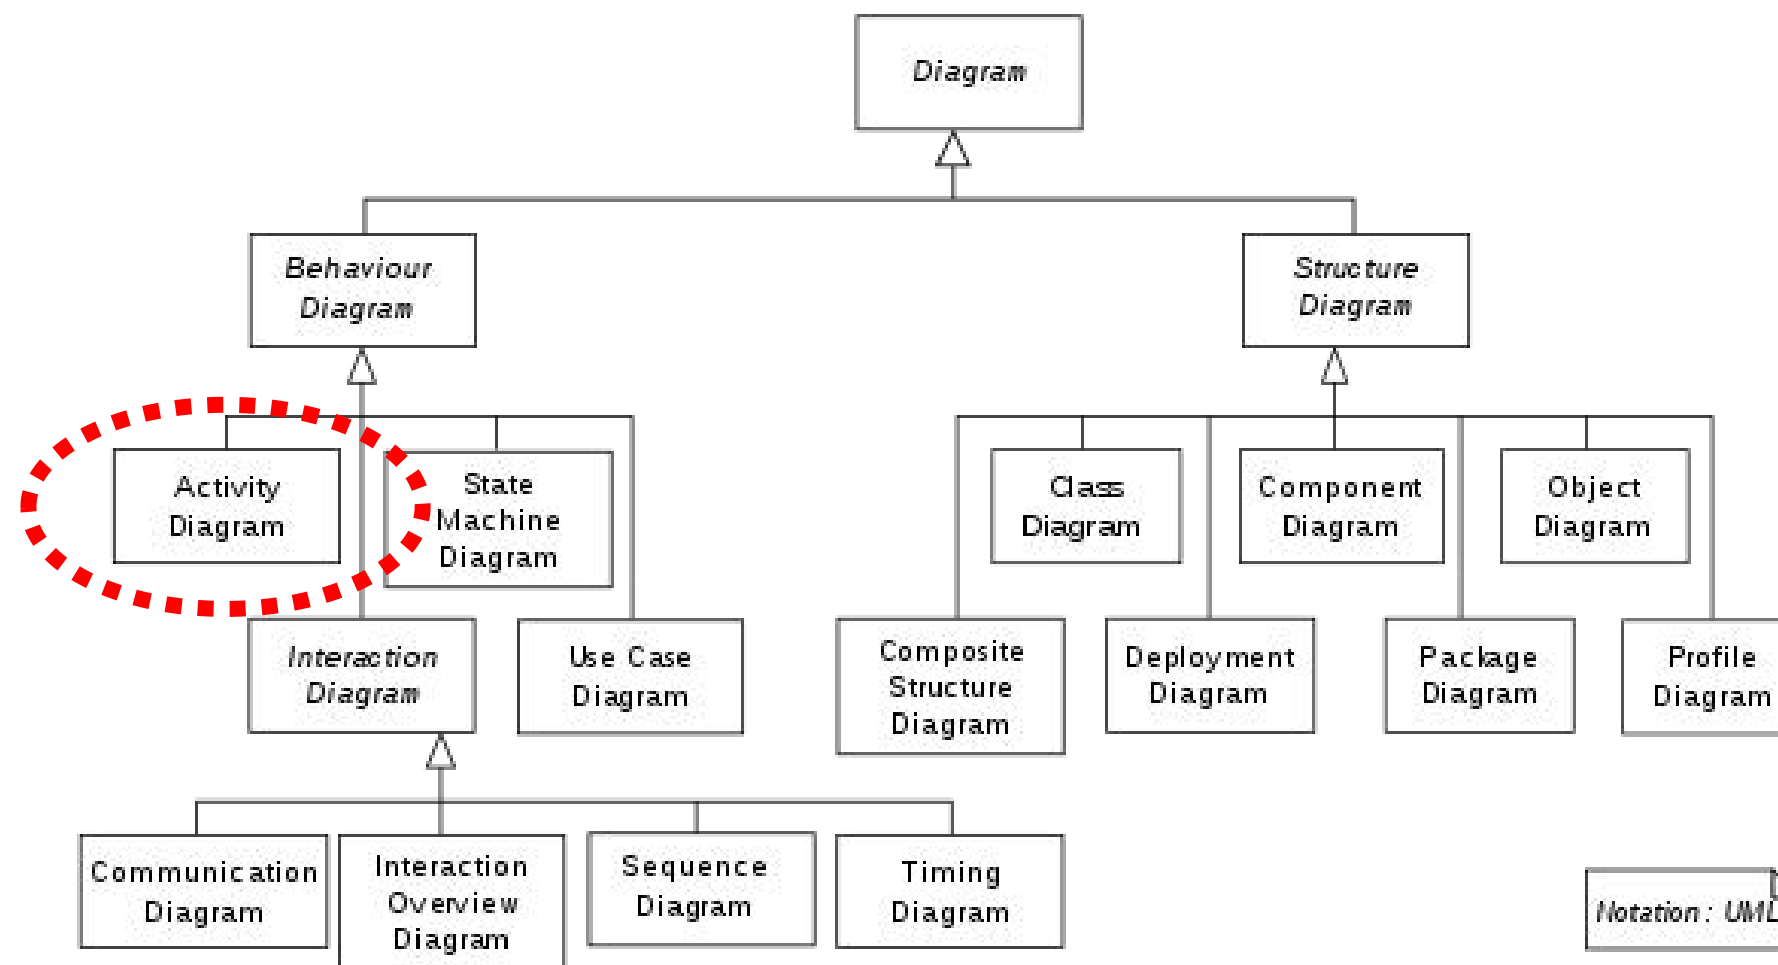 Diagram
Behaviour
Diagram
Structure
Diagram
Activity
Diagram
State
Machine
Diagram
Class
Diagram
Component
Diagram
Object
Diagram
Interaction
Diagram
Use Case
Diagram
Composite
Structure
Diagram
Deployment
Diagram
Package
Diagram
Profile
Diagram
Communication
Diagram
Interaction
Overview
Diagram
Sequence
Diagram
Timing
Diagram
Notation: UML